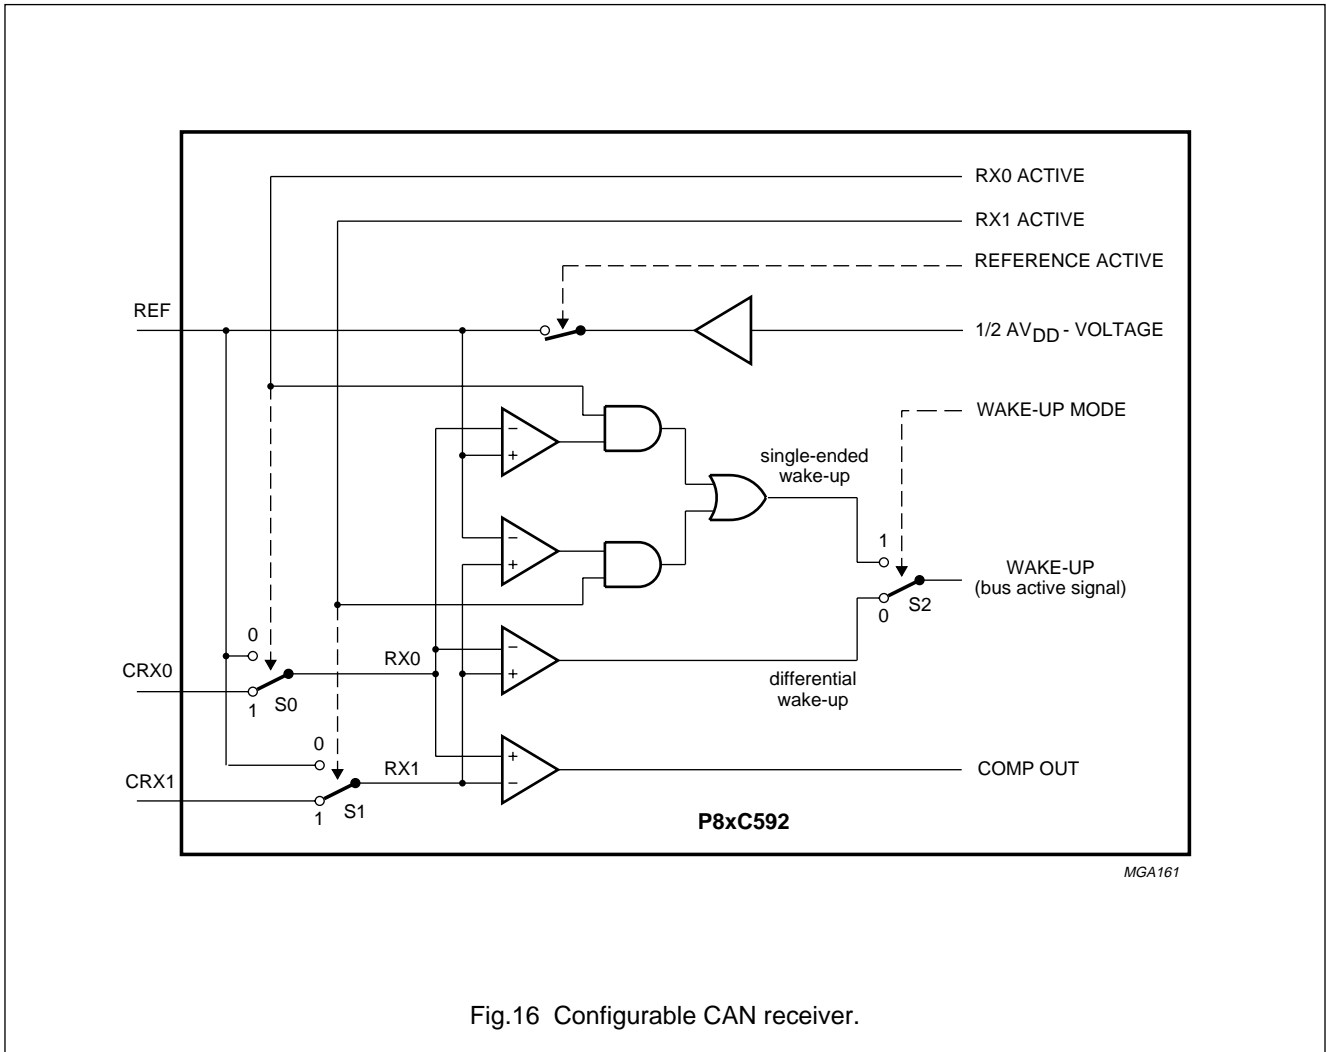 RX0 ACTIVE
RX1 ACTIVE
REFERENCE ACTIVE
REF
1/2 AVDD - VOLTAGE
WAKE-UP MODE
−
+
single-ended
wake-up
−
+
1
WAKE-UP
(bus active signal)
S2
0
0
CRX0
RX0
−
+
S0
1
differential
wake-up
0
CRX1
RX1
+
−
COMP OUT
S1
1
P8xC592
MGA161
Fig.16 Configurable CAN receiver.